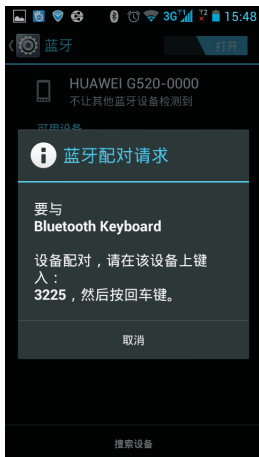 3G 15:48
蓝牙 打开
HUAWEI G520-0000
不让其他蓝牙设备检测到
可用设备
蓝牙配对请求
要与
Bluetooth Keyboard
设备配对，请在该设备上键
入：
3225，然后按回车键。
取消
搜索设备